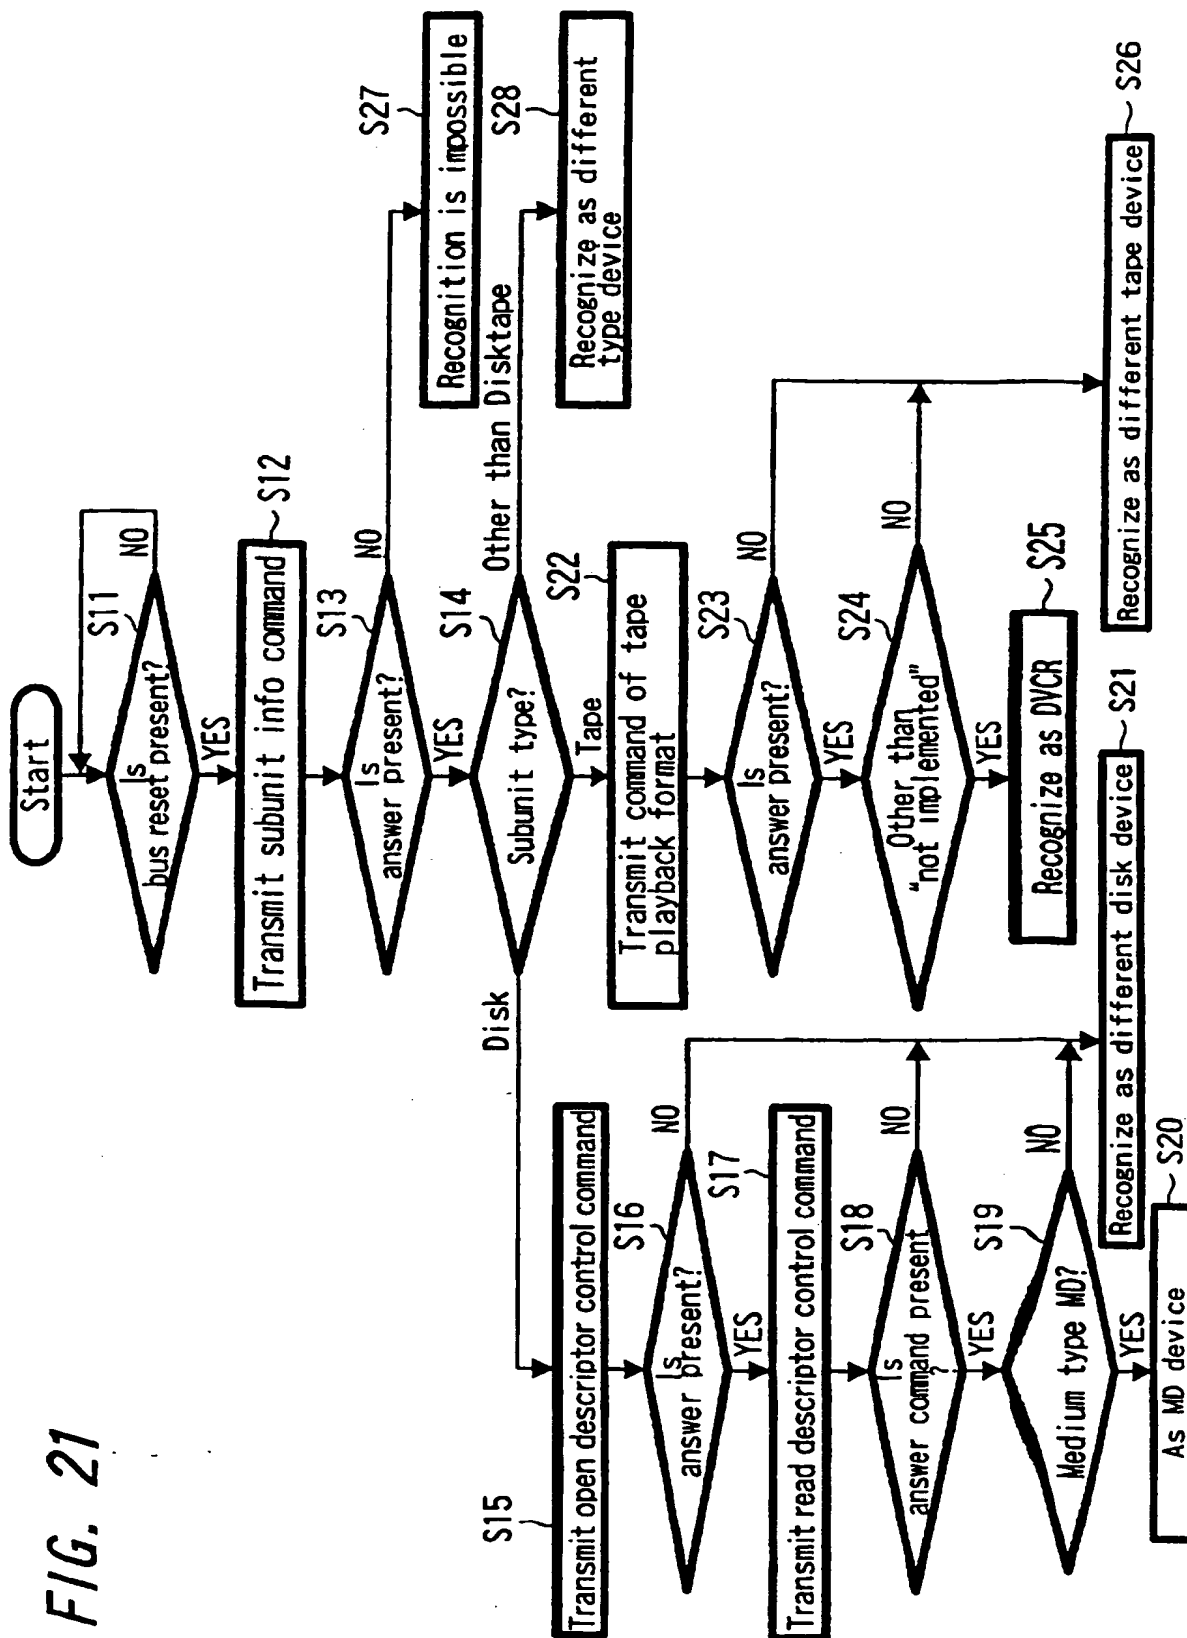 FIG. 21
Start
Is
bus reset present?
S11
NO
YES
Transmit subunit info command
S12
Is
answer present?
S13
NO
YES
Recognition is impossible
S27
Subunit type?
S14
Disk
Tape
Other than Disktape
Recognize as different
type device
S28
Transmit open descriptor control command
S15
Is
answer present?
S16
NO
YES
Transmit read descriptor control command
S17
Is
answer command present
?
S18
NO
YES
Medium type MD?
S19
NO
YES
As MD device
S20
Recognize as different disk device
S21
Transmit command of tape
playback format
S22
Is
answer present?
S23
NO
YES
Other than
“not implemented”
S24
NO
YES
Recognize as DVCR
S25
Recognize as different tape device
S26